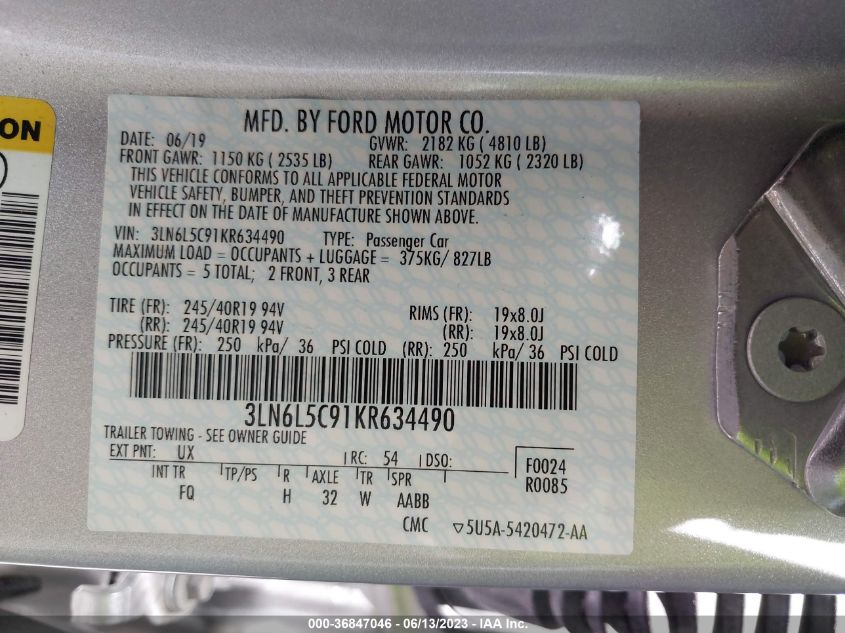 ON
MFD. BY FORD MOTOR CO.
DATE: 06/19 GVWR: 2182 KG ( 4810 LB)
FRONT GAWR: 1150 KG ( 2535 LB) REAR GAWR: 1052 KG ( 2320 LB)
THIS VEHICLE CONFORMS TO ALL APPLICABLE FEDERAL MOTOR
VEHICLE SAFETY, BUMPER, AND THEFT PREVENTION STANDARDS
IN EFFECT ON THE DATE OF MANUFACTURE SHOWN ABOVE.
VIN: 3LN6L5C91KR634490 TYPE: Passenger Car
MAXIMUM LOAD = OCCUPANTS + LUGGAGE = 375KG/ 827LB
OCCUPANTS = 5 TOTAL; 2 FRONT, 3 REAR
TIRE (FR): 245/40R19 94V RIMS (FR): 19x8.0J
(RR): 245/40R19 94V (RR): 19x8.0J
PRESSURE (FR): 250 kPa/ 36 PSI COLD (RR): 250 kPa/ 36 PSI COLD
3LN6L5C91KR634490
TRAILER TOWING - SEE OWNER GUIDE
EXT PNT: UX RC: 54 DSO: F0024
INT TR TP/PS R AXLE TR SPR R0085
FQ H 32 W AABB
CMC ▽5U5A-5420472-AA
000-36847046 - 06/13/2023 - © IAA Holdings, LLC.